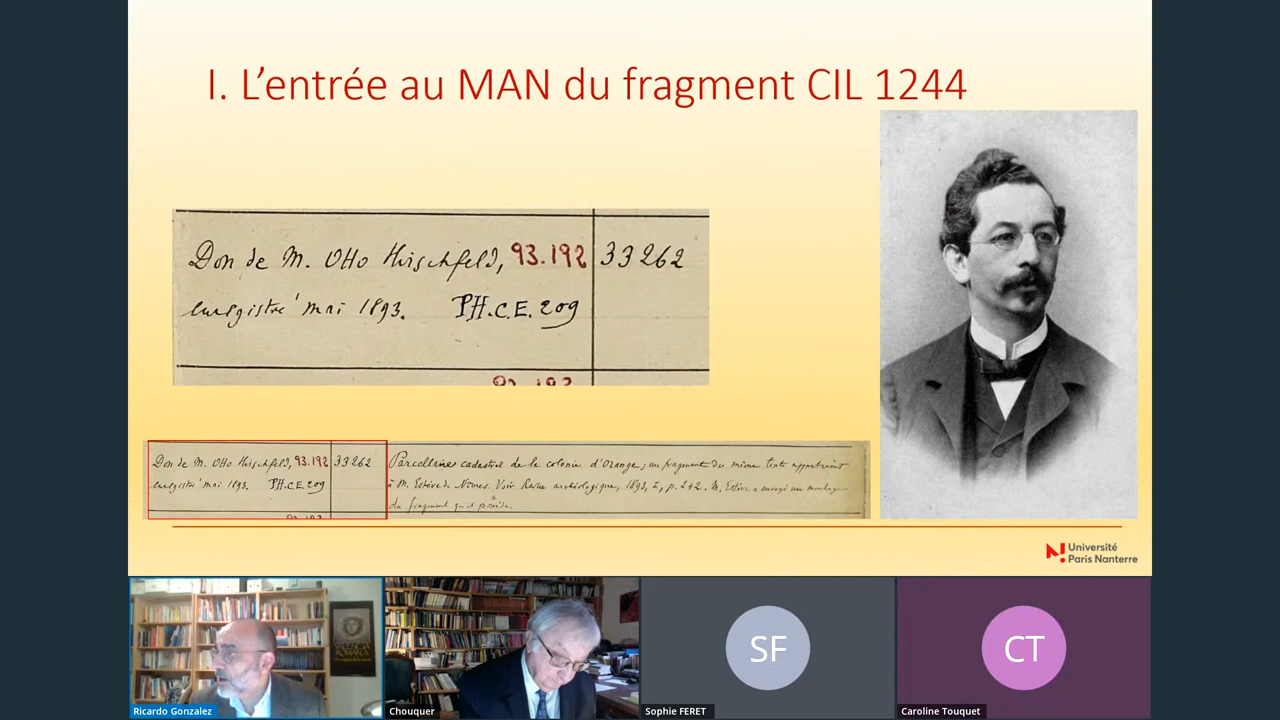 I. L'entrée au MAN du fragment CIL 1244
Don de M. Otto Hirschfeld, 93.192 33262
enregistré mai 1893. PH.C.E.209
Don de M. Otto Hirschfeld, 93.192 33262 Parcellaires cadastral de la colonie d'Orange; un fragment du même texte appartient
enregistré mai 1893. PH.C.E.209 à M. Estève de Nîmes. Voir Revue archéologique, 1893, I, p. 242. M. Estève a envoyé un moulage
du fragment qu'il possède.
Université
Paris Nanterre
SF
CT
Ricardo Gonzalez
Chouquer
Sophie FERET
Caroline Touquet